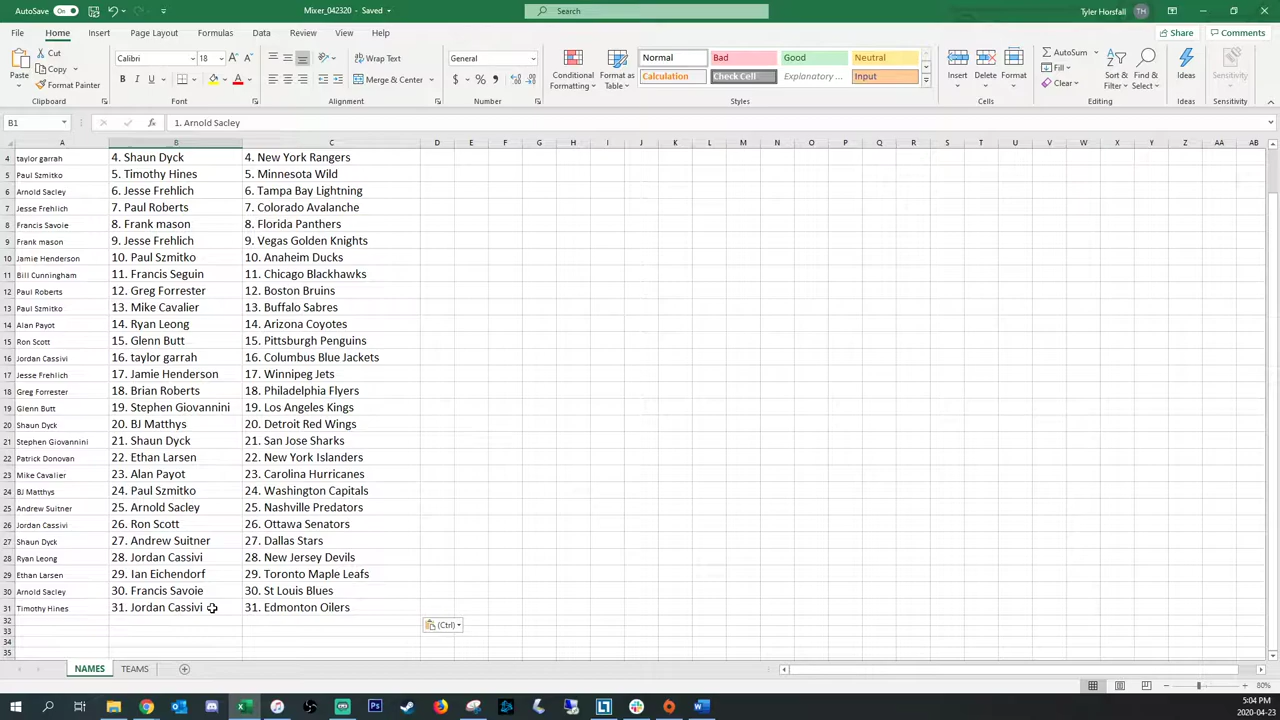 AutoSave On Mixer_042320 - Saved Search Tyler Horsfall TH
File Home Insert Page Layout Formulas Data Review View Help Share Comments
Paste Cut Copy Format Painter Clipboard
Calibri 18 A A B I U A Font
Wrap Text Merge & Center Alignment
General $ % , Number
Conditional Formatting Format as Table
Normal Bad Good Neutral
Calculation Check Cell Explanatory ... Input
Styles
Insert Delete Format Cells
AutoSum Fill Clear Sort & Filter Find & Select Editing
Ideas Ideas
Sensitivity Sensitivity
B1 fx 1. Arnold Sacley
A B C D E F G H I J K L M N O P Q R S T U V W X Y Z AA AB
4 taylor garrah 4. Shaun Dyck 4. New York Rangers
5 Paul Szmitko 5. Timothy Hines 5. Minnesota Wild
6 Arnold Sacley 6. Jesse Frehlich 6. Tampa Bay Lightning
7 Jesse Frehlich 7. Paul Roberts 7. Colorado Avalanche
8 Francis Savoie 8. Frank mason 8. Florida Panthers
9 Frank mason 9. Jesse Frehlich 9. Vegas Golden Knights
10 Jamie Henderson 10. Paul Szmitko 10. Anaheim Ducks
11 Bill Cunningham 11. Francis Seguin 11. Chicago Blackhawks
12 Paul Roberts 12. Greg Forrester 12. Boston Bruins
13 Paul Szmitko 13. Mike Cavalier 13. Buffalo Sabres
14 Alan Payot 14. Ryan Leong 14. Arizona Coyotes
15 Ron Scott 15. Glenn Butt 15. Pittsburgh Penguins
16 Jordan Cassivi 16. taylor garrah 16. Columbus Blue Jackets
17 Jesse Frehlich 17. Jamie Henderson 17. Winnipeg Jets
18 Greg Forrester 18. Brian Roberts 18. Philadelphia Flyers
19 Glenn Butt 19. Stephen Giovannini 19. Los Angeles Kings
20 Shaun Dyck 20. BJ Matthys 20. Detroit Red Wings
21 Stephen Giovannini 21. Shaun Dyck 21. San Jose Sharks
22 Patrick Donovan 22. Ethan Larsen 22. New York Islanders
23 Mike Cavalier 23. Alan Payot 23. Carolina Hurricanes
24 BJ Matthys 24. Paul Szmitko 24. Washington Capitals
25 Andrew Suitner 25. Arnold Sacley 25. Nashville Predators
26 Jordan Cassivi 26. Ron Scott 26. Ottawa Senators
27 Shaun Dyck 27. Andrew Suitner 27. Dallas Stars
28 Ryan Leong 28. Jordan Cassivi 28. New Jersey Devils
29 Ethan Larsen 29. Ian Eichendorf 29. Toronto Maple Leafs
30 Arnold Sacley 30. Francis Savoie 30. St Louis Blues
31 Timothy Hines 31. Jordan Cassivi 31. Edmonton Oilers
32
33 (Ctrl)
34
35
NAMES TEAMS
80%
5:04 PM
2020-04-23